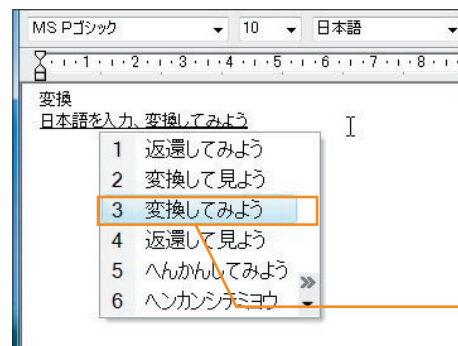 MS Pゴシック 10 日本語
1 2 3 4 5 6 7 8
変換
日本語を入力、変換してみよう
1 返還してみよう
2 変換して見よう
3 変換してみよう
4 返還して見よう
5 へんかんしてみよう
6 ヘンカンシテミヨウ